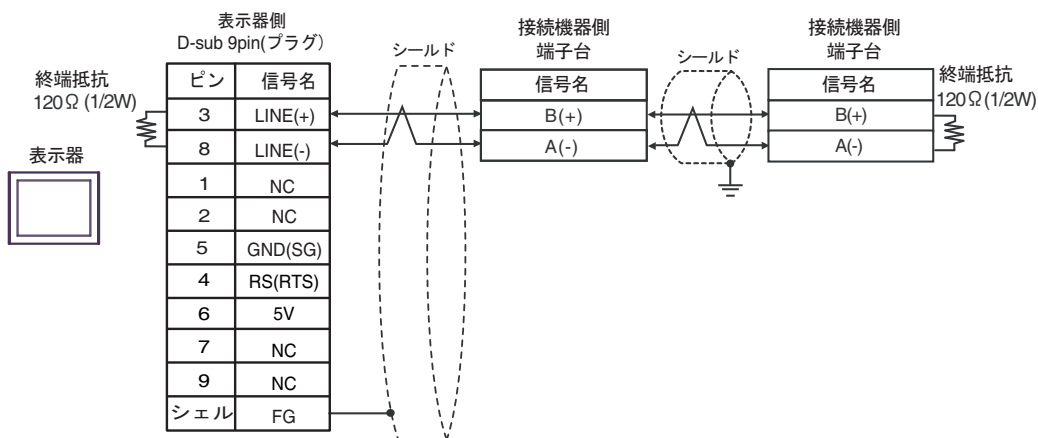 表示器側
D-sub 9pin(プラグ)
終端抵抗
120Ω(1/2W)
表示器
ピン 信号名
3 LINE(+)
8 LINE(-)
1 NC
2 NC
5 GND(SG)
4 RS(RTS)
6 5V
7 NC
9 NC
シェル FG
シールド
接続機器側
端子台
信号名
B(+)
A(-)
シールド
接続機器側
端子台
信号名
B(+)
A(-)
終端抵抗
120Ω(1/2W)